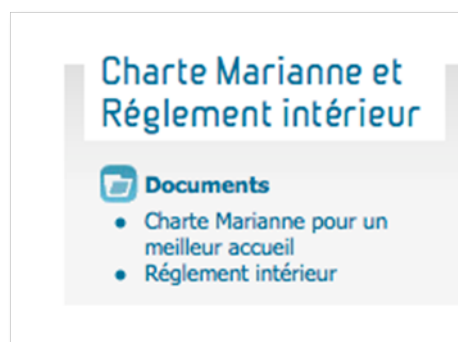 Charte Marianne et
Réglement intérieur
Documents
• Charte Marianne pour un
meilleur accueil
• Réglement intérieur